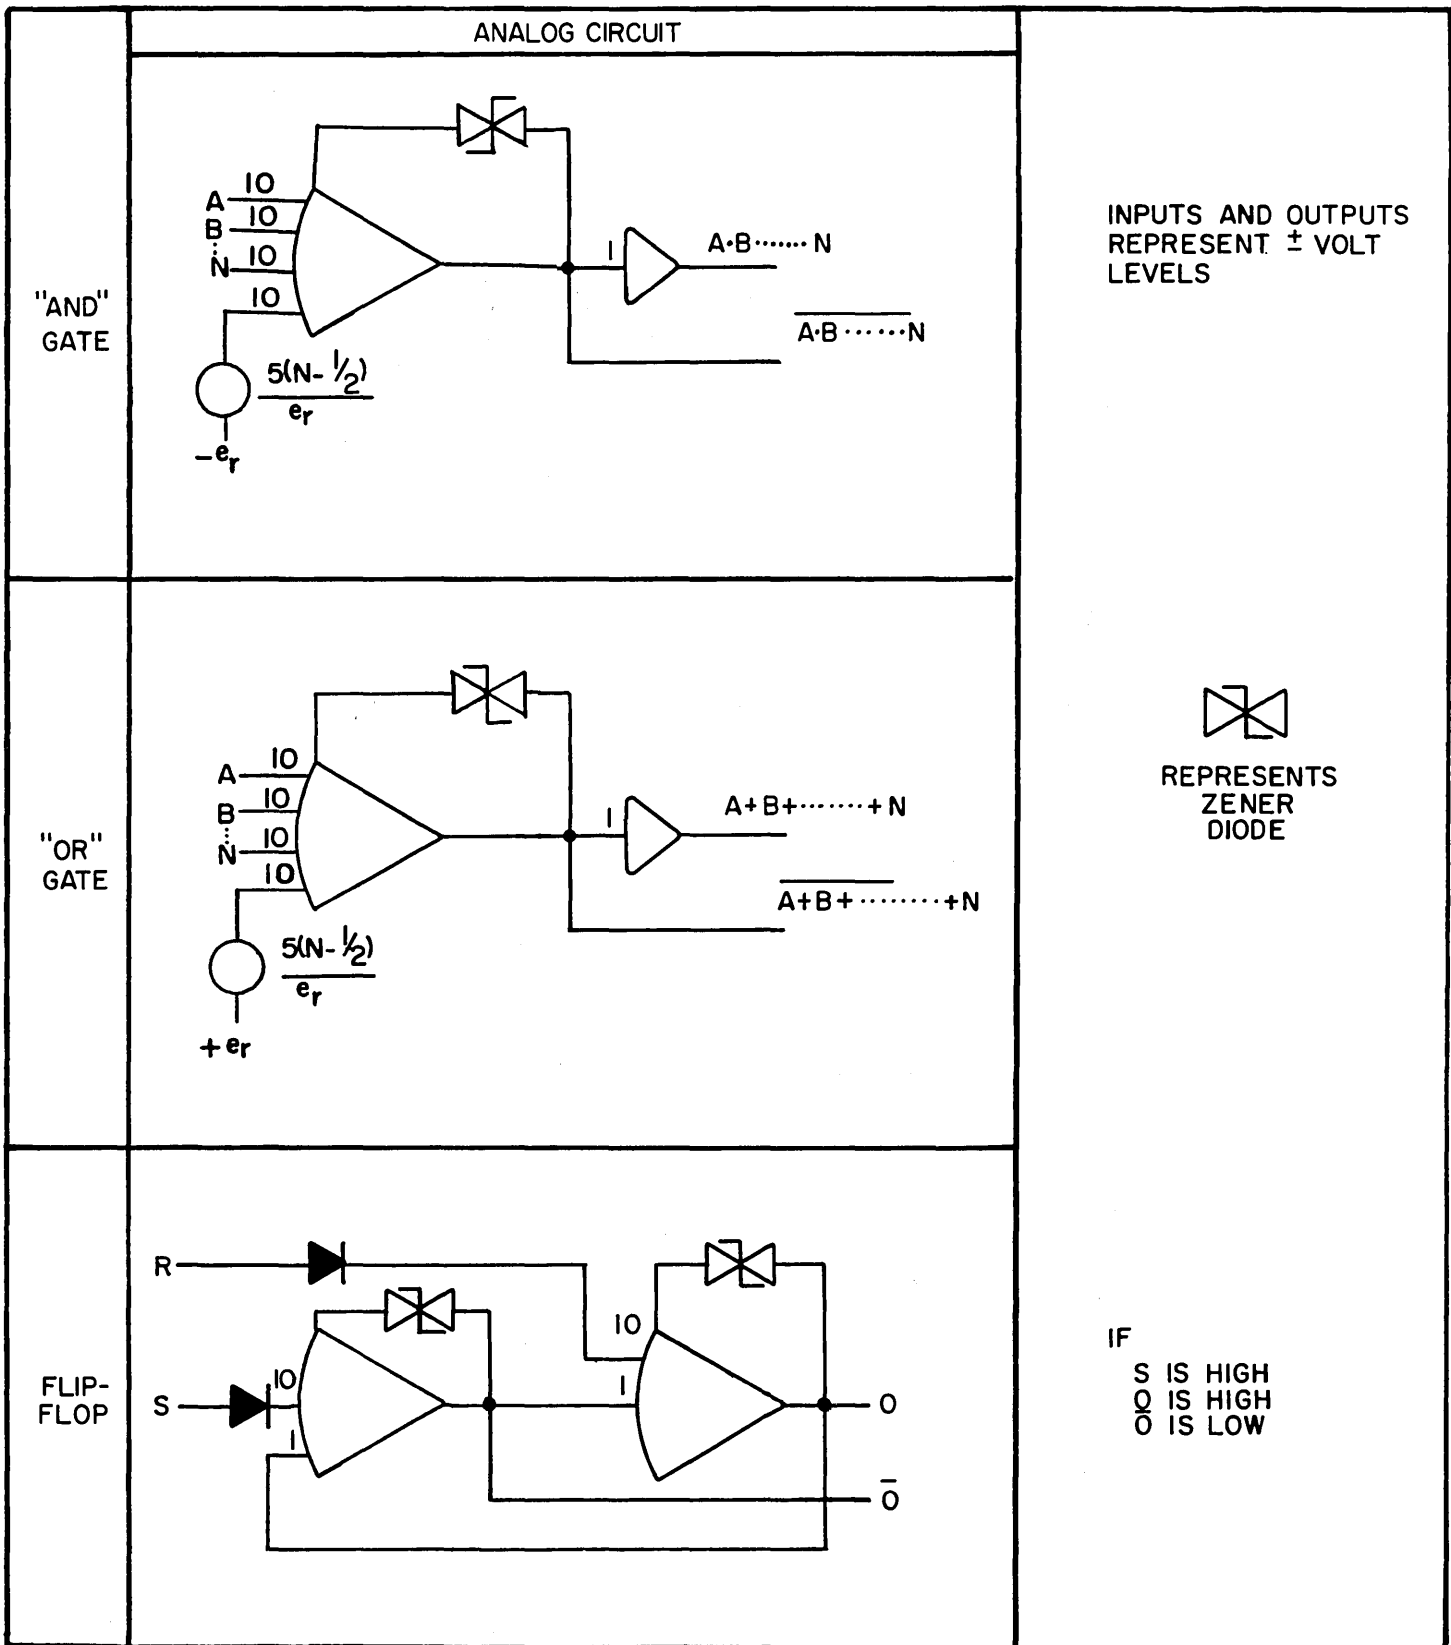 ANALOG CIRCUIT
"AND"
GATE
A 10
B 10
N 10
10
5(N-1/2)
er
-er
1
A·B·······N
A·B······N
INPUTS AND OUTPUTS
REPRESENT ± VOLT
LEVELS
"OR"
GATE
A 10
B 10
N 10
10
5(N-1/2)
er
+er
1
A+B+·······+N
A+B+········+N
REPRESENTS
ZENER
DIODE
FLIP-
FLOP
R
S
10
1
10
1
O
O̅
IF
S IS HIGH
O IS HIGH
O̅ IS LOW